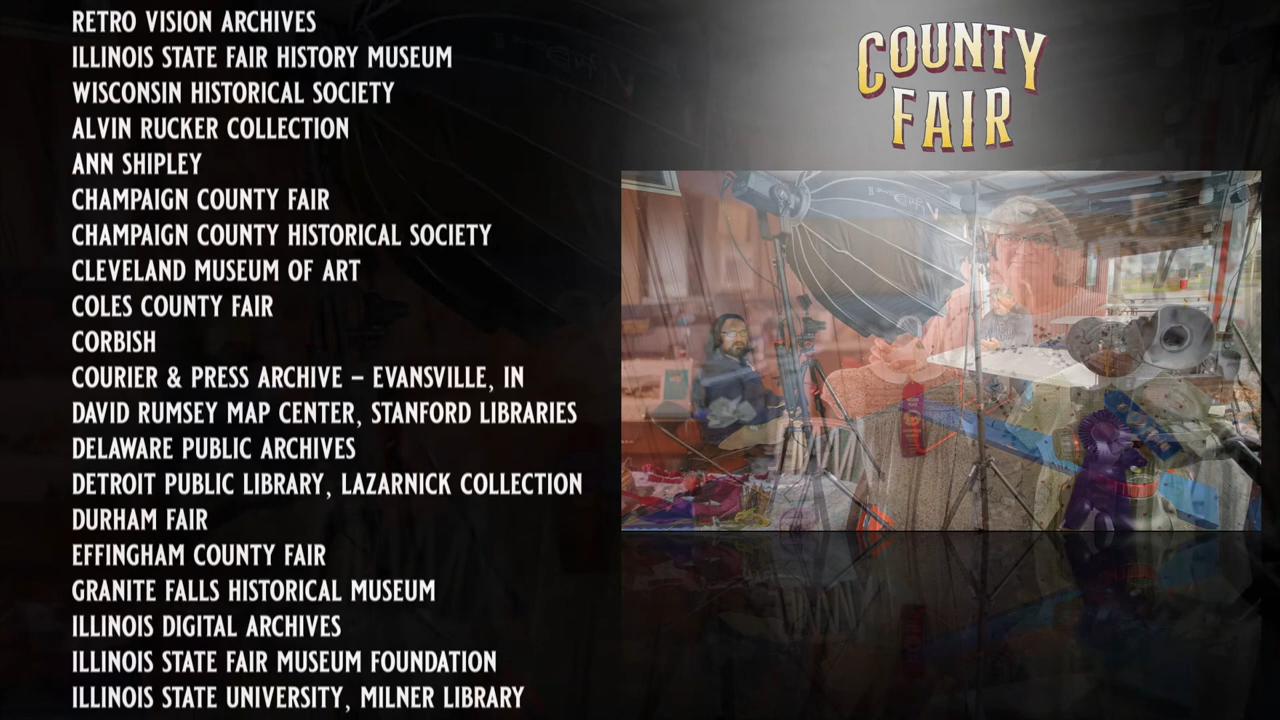 RETRO VISION ARCHIVES
ILLINOIS STATE FAIR HISTORY MUSEUM
WISCONSIN HISTORICAL SOCIETY
ALVIN RUCKER COLLECTION
ANN SHIPLEY
CHAMPAIGN COUNTY FAIR
CHAMPAIGN COUNTY HISTORICAL SOCIETY
CLEVELAND MUSEUM OF ART
COLES COUNTY FAIR
CORBISH
COURIER & PRESS ARCHIVE – EVANSVILLE, IN
DAVID RUMSEY MAP CENTER, STANFORD LIBRARIES
DELAWARE PUBLIC ARCHIVES
DETROIT PUBLIC LIBRARY, LAZARNICK COLLECTION
DURHAM FAIR
EFFINGHAM COUNTY FAIR
GRANITE FALLS HISTORICAL MUSEUM
ILLINOIS DIGITAL ARCHIVES
ILLINOIS STATE FAIR MUSEUM FOUNDATION
ILLINOIS STATE UNIVERSITY, MILNER LIBRARY
COUNTY
FAIR